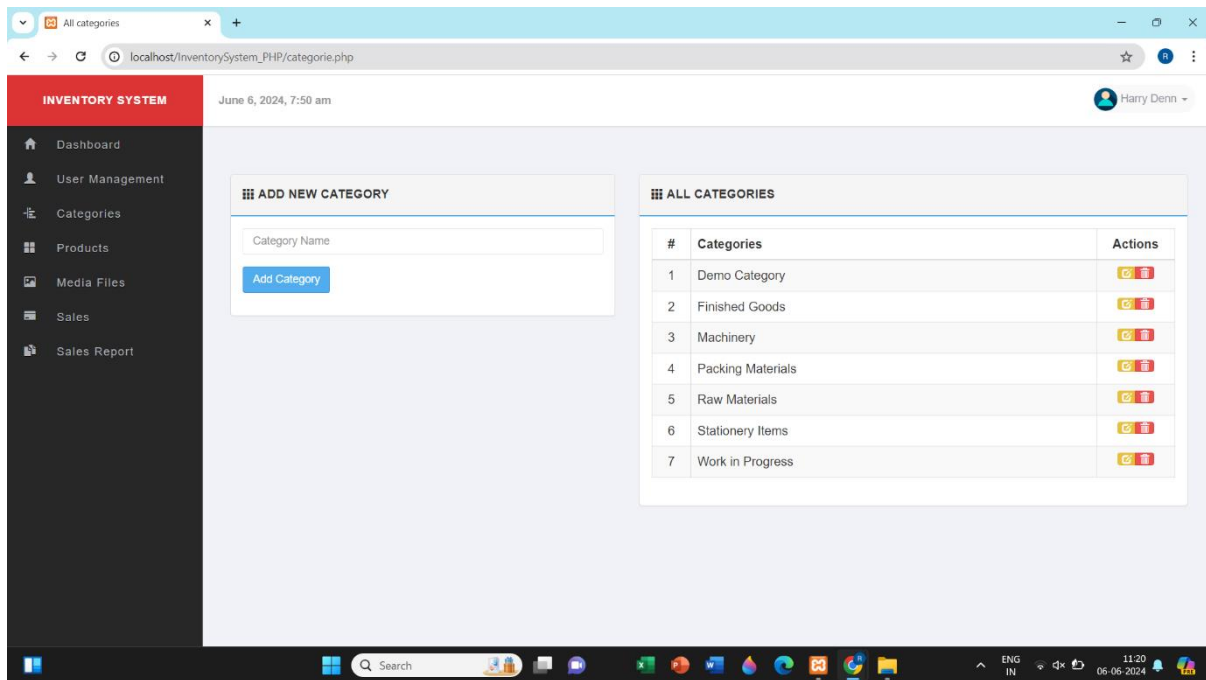 All categories
localhost/InventorySystem_PHP/categorie.php
R
INVENTORY SYSTEM
June 6, 2024, 7:50 am
Harry Denn
Dashboard
User Management
Categories
Products
Media Files
Sales
Sales Report
ADD NEW CATEGORY
Category Name
Add Category
ALL CATEGORIES
# Categories Actions
1 Demo Category
2 Finished Goods
3 Machinery
4 Packing Materials
5 Raw Materials
6 Stationery Items
7 Work in Progress
Search
ENG
IN
11:20
06-06-2024